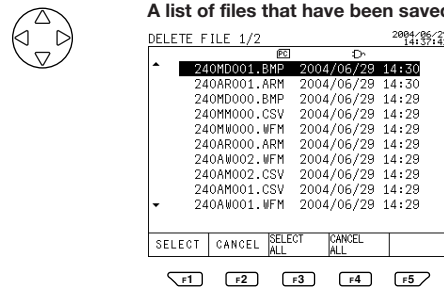 A list of files that have been saved
DELETE FILE 1/2
14:37:4
PC
240MD001.BMP 2004/06/29 14:30
240AR001.ARM 2004/06/29 14:30
240MD000.BMP 2004/06/29 14:29
240MM000.CSV 2004/06/29 14:29
240MW000.WFM 2004/06/29 14:29
240AR000.ARM 2004/06/29 14:29
240AW002.WFM 2004/06/29 14:29
240AM002.CSV 2004/06/29 14:29
240AM001.CSV 2004/06/29 14:29
240AW001.WFM 2004/06/29 14:29
SELECT CANCEL SELECT ALL CANCEL ALL
F1 F2 F3 F4 F5